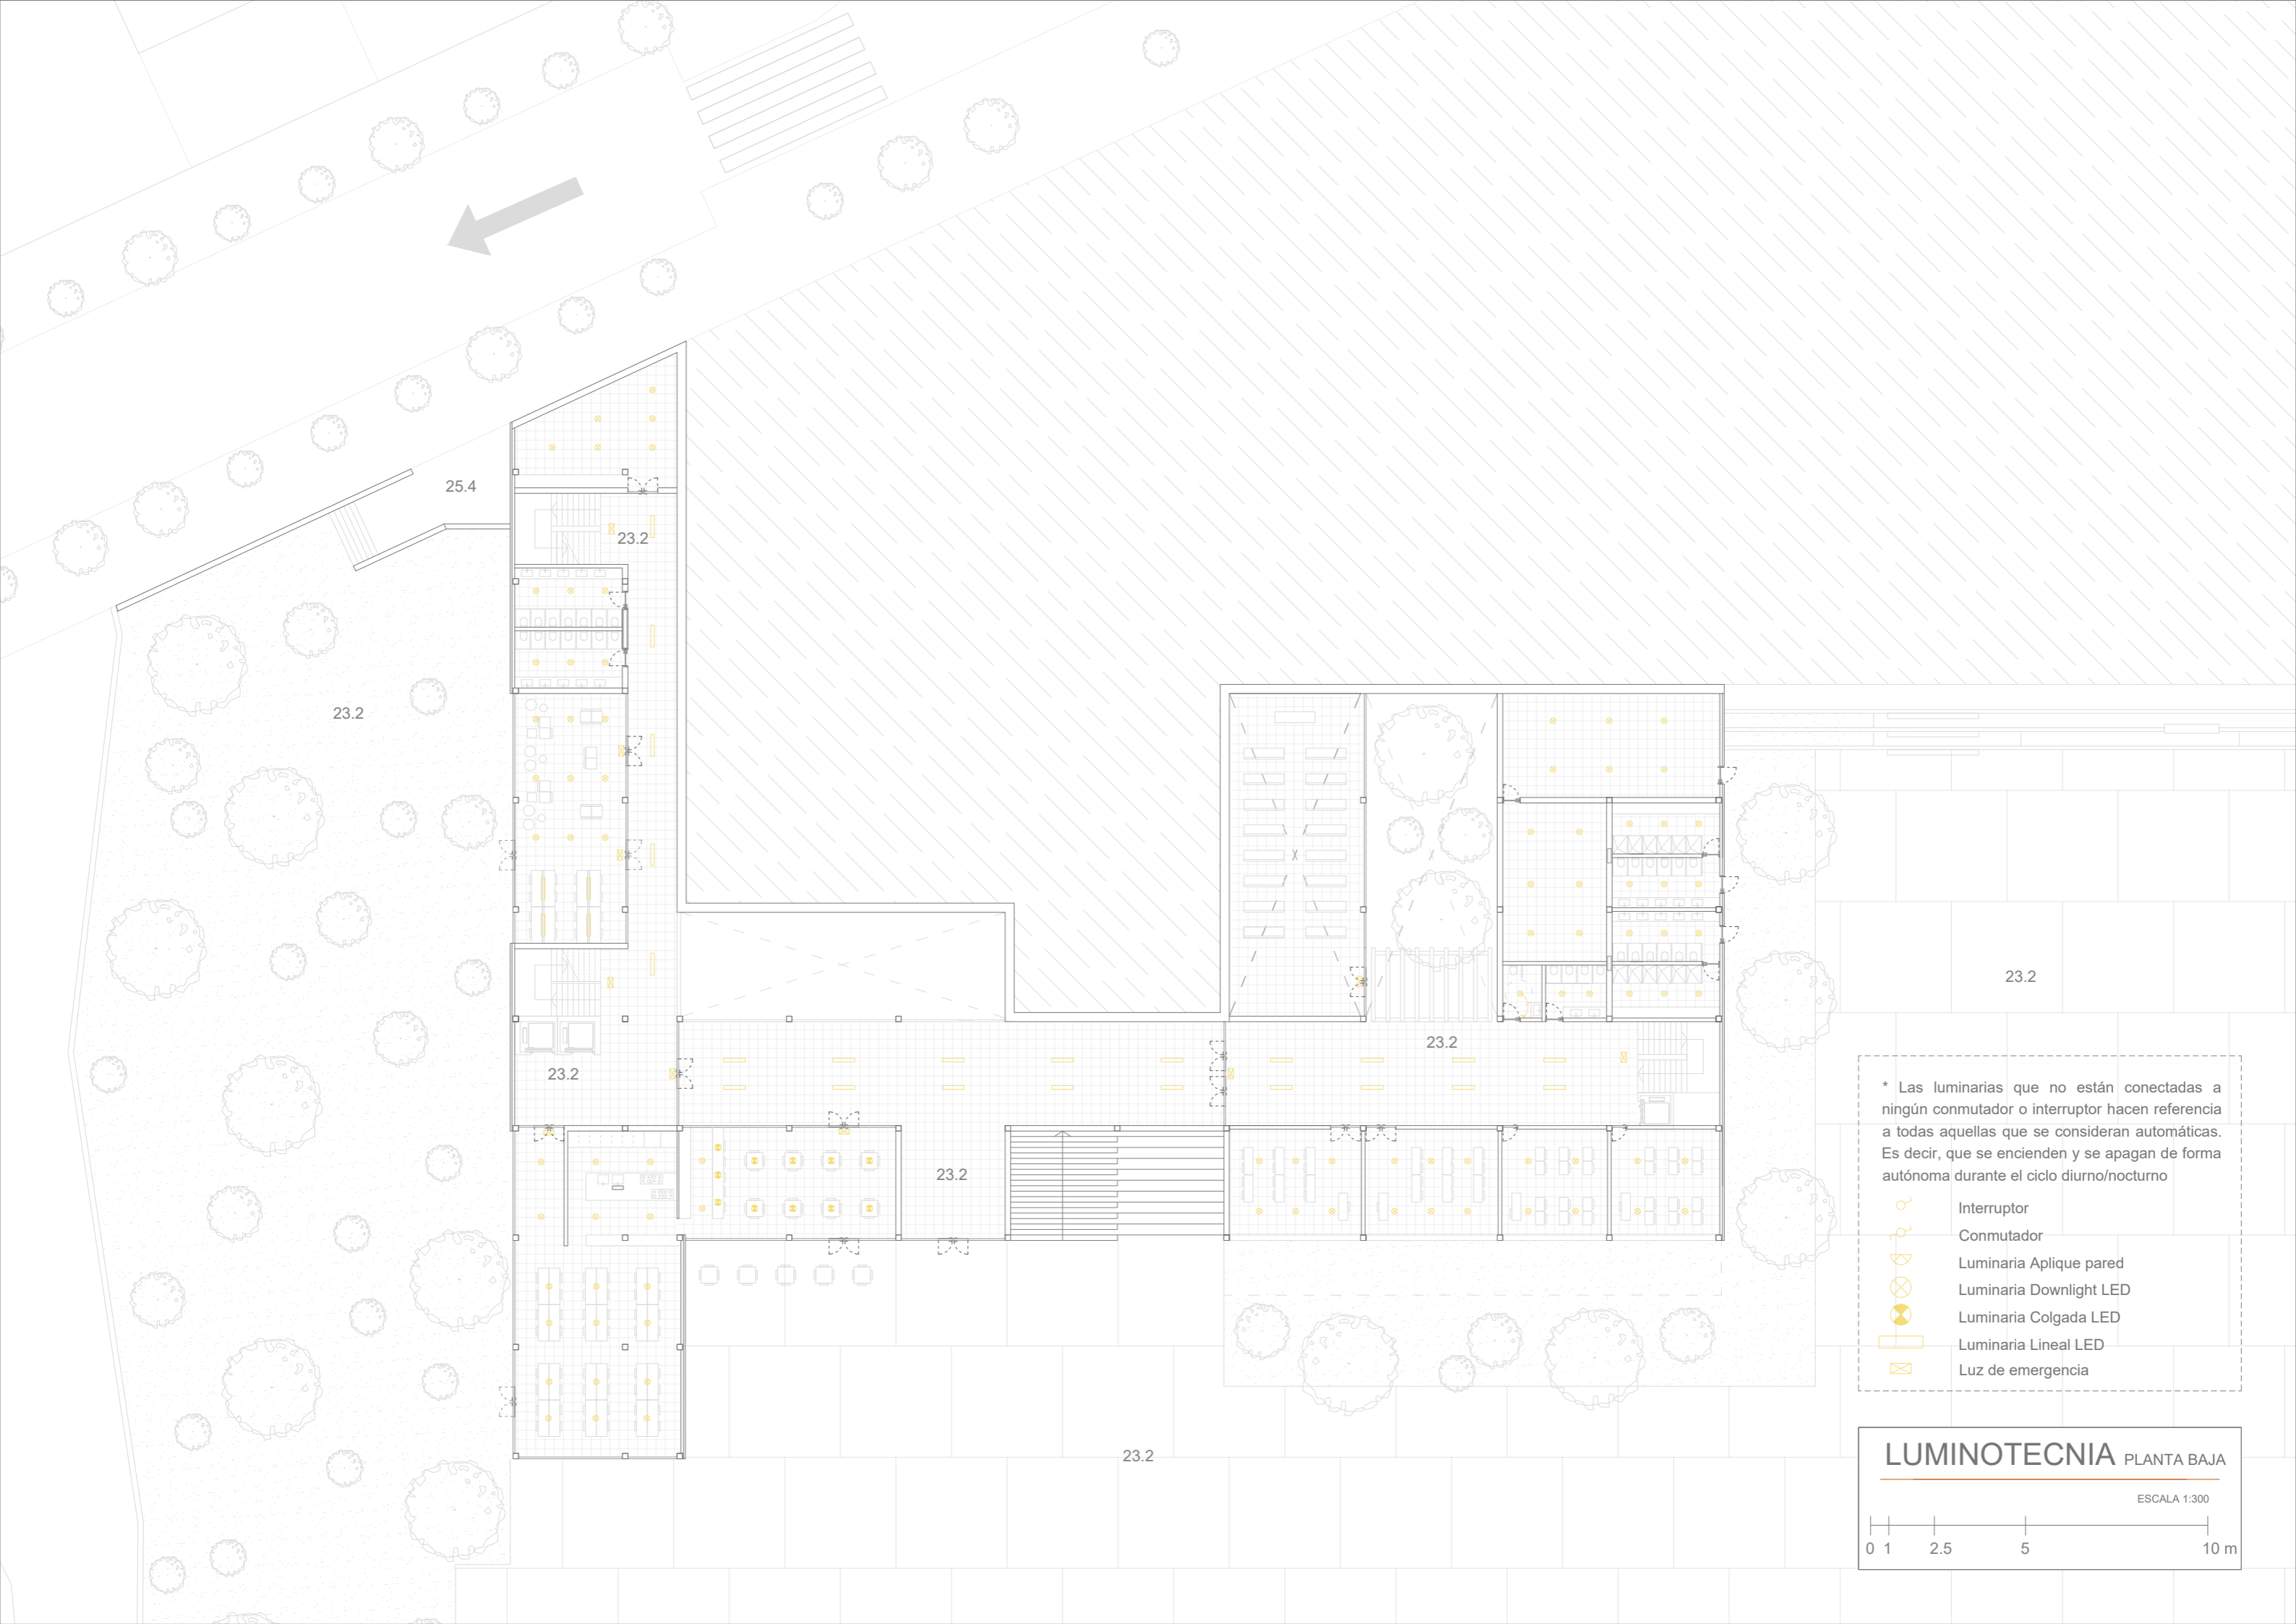 25.4
23.2
23.2
23.2
23.2
23.2
23.2
* Las luminarias que no están conectadas a
ningún conmutador o interruptor hacen referencia
a todas aquellas que se consideran automáticas.
Es decir, que se encienden y se apagan de forma
autónoma durante el ciclo diurno/nocturno
Interruptor
Conmutador
Luminaria Aplique pared
Luminaria Downlight LED
Luminaria Colgada LED
Luminaria Lineal LED
Luz de emergencia
23.2
LUMINOTECNIA PLANTA BAJA
ESCALA 1:300
0 1 2.5 5 10 m